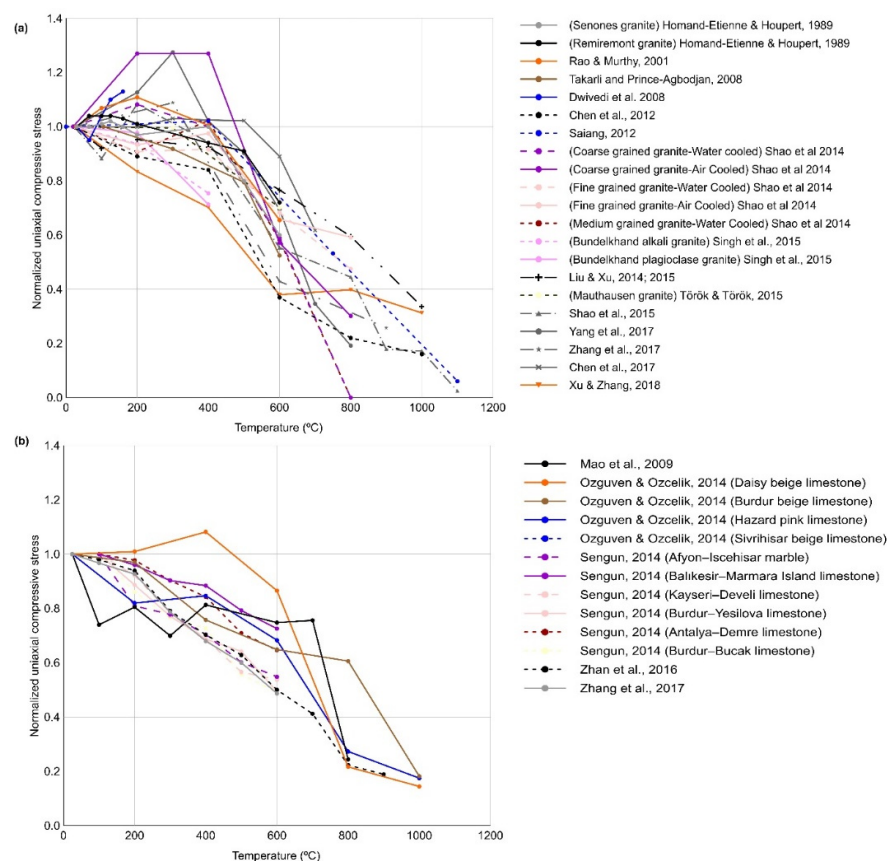 (a)
1.4
1.2
1.0
0.8
0.6
0.4
0.2
0.0
Normalized uniaxial compressive stress
0
200
400
600
800
1000
1200
Temperature (ºC)
(Senones granite) Homand-Etienne & Houpert, 1989
(Remiremont granite) Homand-Etienne & Houpert, 1989
Rao & Murthy, 2001
Takarli and Prince-Agbodjan, 2008
Dwivedi et al. 2008
Chen et al., 2012
Saiang, 2012
(Coarse grained granite-Water cooled) Shao et al 2014
(Coarse grained granite-Air Cooled) Shao et al 2014
(Fine grained granite-Water Cooled) Shao et al 2014
(Fine grained granite-Air Cooled) Shao et al 2014
(Medium grained granite-Water Cooled) Shao et al 2014
(Bundelkhand alkali granite) Singh et al., 2015
(Bundelkhand plagioclase granite) Singh et al., 2015
Liu & Xu, 2014; 2015
(Mauthausen granite) Török & Török, 2015
Shao et al., 2015
Yang et al., 2017
Zhang et al., 2017
Chen et al., 2017
Xu & Zhang, 2018
(b)
1.4
1.2
1.0
0.8
0.6
0.4
0.2
0.0
Normalized uniaxial compressive stress
0
200
400
600
800
1000
1200
Temperature (ºC)
Mao et al., 2009
Ozguven & Ozcelik, 2014 (Daisy beige limestone)
Ozguven & Ozcelik, 2014 (Burdur beige limestone)
Ozguven & Ozcelik, 2014 (Hazard pink limestone)
Ozguven & Ozcelik, 2014 (Sivrihisar beige limestone)
Sengun, 2014 (Afyon–Iscehisar marble)
Sengun, 2014 (Balıkesir–Marmara Island limestone)
Sengun, 2014 (Kayseri–Develi limestone)
Sengun, 2014 (Burdur–Yesilova limestone)
Sengun, 2014 (Antalya–Demre limestone)
Sengun, 2014 (Burdur–Bucak limestone)
Zhan et al., 2016
Zhang et al., 2017